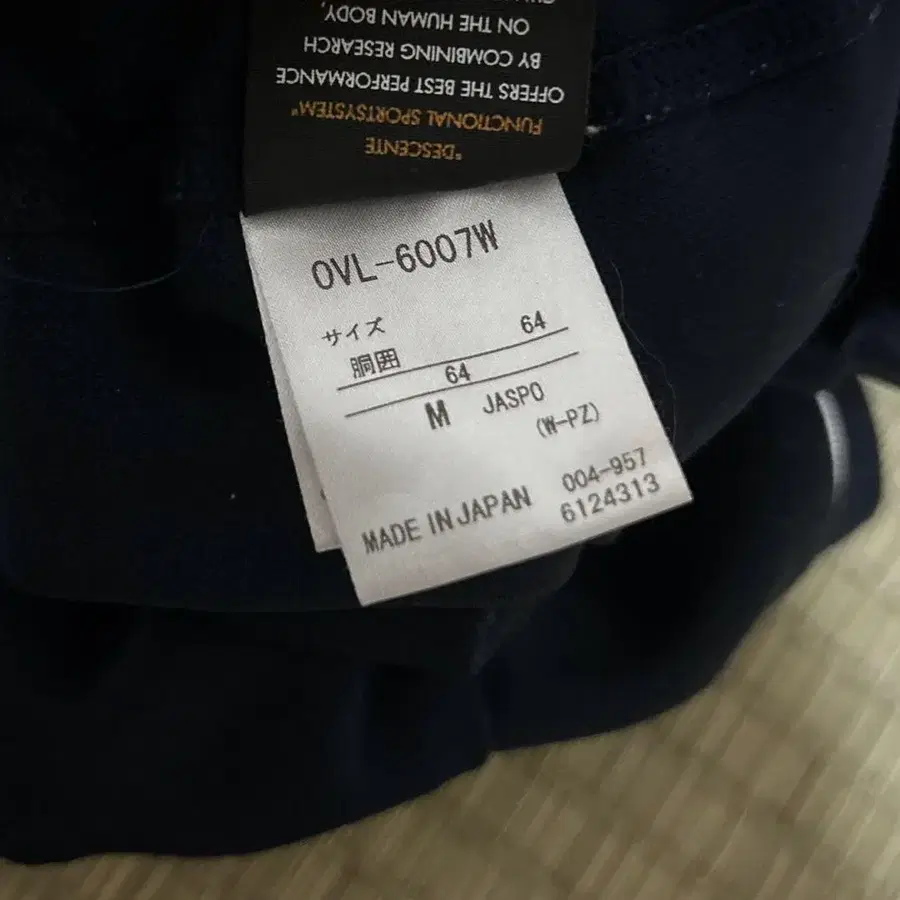 "DESCENTE
FUNCTIONAL SPORTSYSTEM"
OFFERS THE BEST PERFORMANCE
BY COMBINING RESEARCH
ON THE HUMAN BODY,
OVL-6007W
サイズ
胴囲 64
64
M JASPO
(W-PZ)
MADE IN JAPAN 004-957
6124313